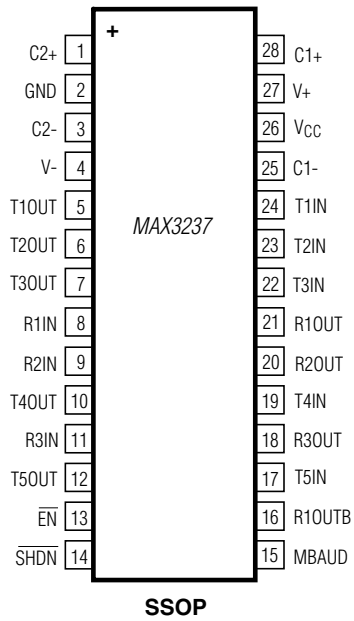 +
C2+ 1 28 C1+
GND 2 27 V+
C2- 3 26 VCC
V- 4 25 C1-
T1OUT 5 24 T1IN
MAX3237
T2OUT 6 23 T2IN
T3OUT 7 22 T3IN
R1IN 8 21 R1OUT
R2IN 9 20 R2OUT
T4OUT 10 19 T4IN
R3IN 11 18 R3OUT
T5OUT 12 17 T5IN
E̅N̅ 13 16 R1OUTB
S̅H̅D̅N̅ 14 15 MBAUD
SSOP